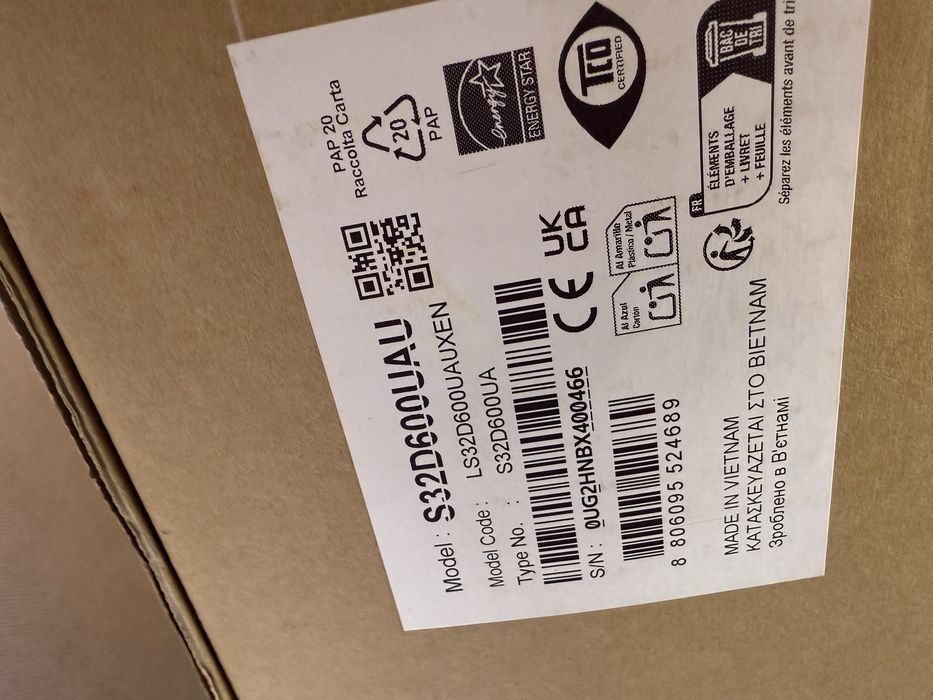 Model : S32D600UAU
Model Code : LS32D600UAUXEN
Type No. : S32D600UA
S/N : 0UG2HNBX400466
8 806095 524689
MADE IN VIETNAM
ΚΑΤΑΣΚΕΥΑΖΕΤΑΙ ΣΤΟ ΒΙΕΤΝΑΜ
Зроблено в В'єтнамі
CE
UK
CA
Al Azul
Cartón
Al Amarillo
Plástico / Metal
PAP 20
Raccolta Carta
20
PAP
energy
ENERGY STAR
TCO
CERTIFIED
FR
ÉLÉMENTS
D'EMBALLAGE
+ LIVRET
+ FEUILLE
BAC
DE
TRI
Séparez les éléments avant de tri